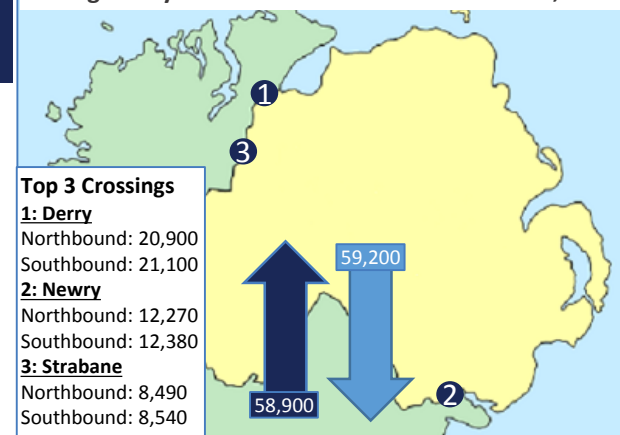 Top 3 Crossings
1: Derry
Northbound: 20,900
Southbound: 21,100
2: Newry
Northbound: 12,270
Southbound: 12,380
3: Strabane
Northbound: 8,490
Southbound: 8,540
1
3
59,200
58,900
2